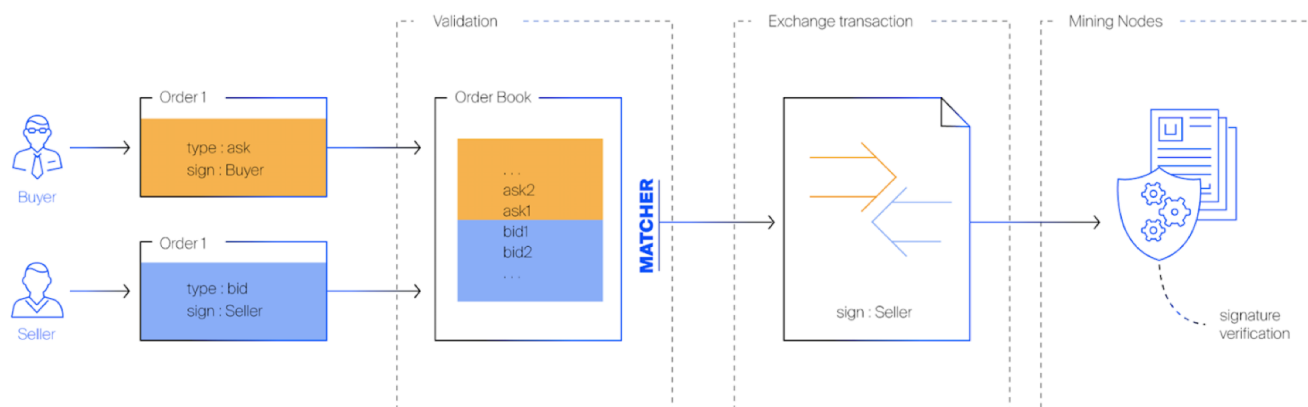 Validation
Exchange transaction
Mining Nodes
Order 1
type : ask
sign : Buyer
Buyer
Order 1
type : bid
sign : Seller
Seller
Order Book
. . .
ask2
ask1
bid1
bid2
. . .
MATCHER
sign : Seller
signature
verification